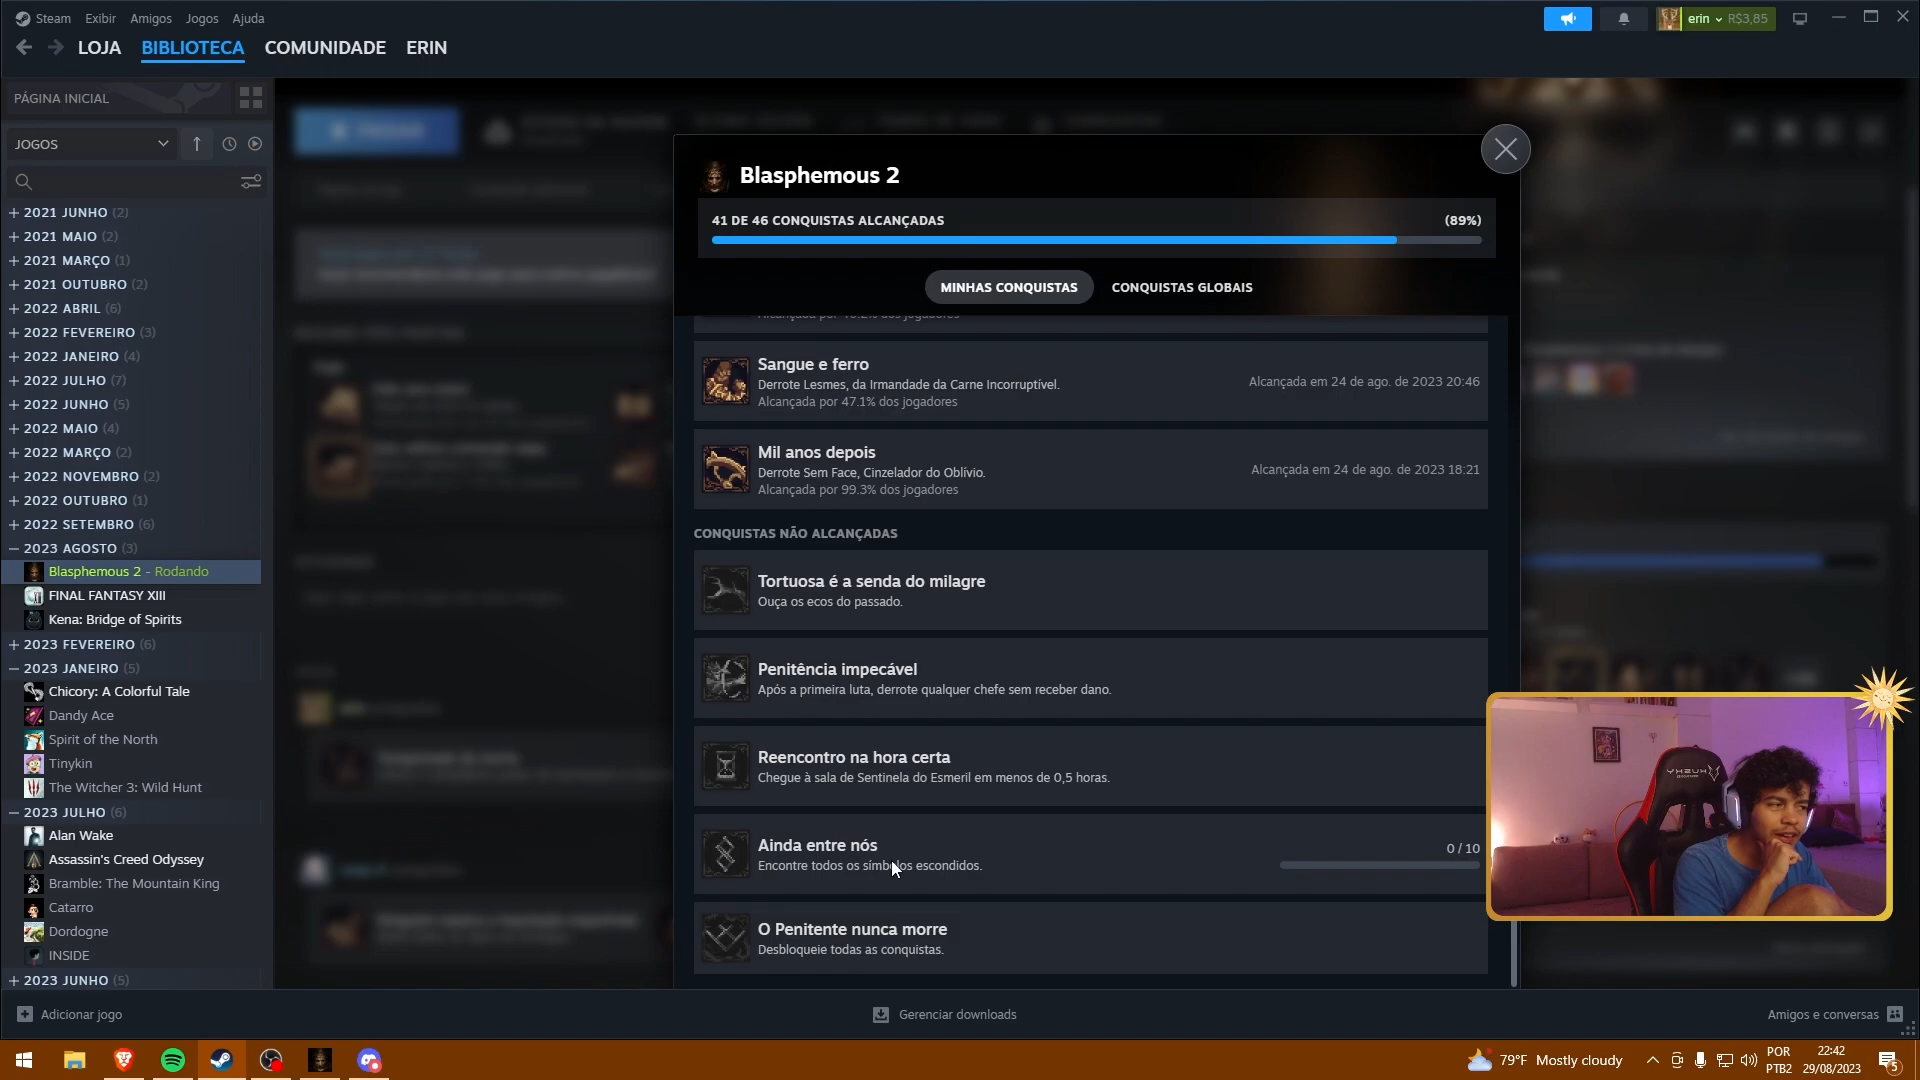 Steam Exibir Amigos Jogos Ajuda
erin R$3,85
LOJA BIBLIOTECA COMUNIDADE ERIN
PÁGINA INICIAL
JOGOS
+ 2021 JUNHO (2)
+ 2021 MAIO (2)
+ 2021 MARÇO (1)
+ 2021 OUTUBRO (2)
+ 2022 ABRIL (6)
+ 2022 FEVEREIRO (3)
+ 2022 JANEIRO (4)
+ 2022 JULHO (7)
+ 2022 JUNHO (5)
+ 2022 MAIO (4)
+ 2022 MARÇO (2)
+ 2022 NOVEMBRO (2)
+ 2022 OUTUBRO (1)
+ 2022 SETEMBRO (6)
− 2023 AGOSTO (3)
Blasphemous 2 - Rodando
FINAL FANTASY XIII
Kena: Bridge of Spirits
+ 2023 FEVEREIRO (6)
− 2023 JANEIRO (5)
Chicory: A Colorful Tale
Dandy Ace
Spirit of the North
Tinykin
The Witcher 3: Wild Hunt
− 2023 JULHO (6)
Alan Wake
Assassin's Creed Odyssey
Bramble: The Mountain King
Catarro
Dordogne
INSIDE
+ 2023 JUNHO (5)
Blasphemous 2
41 DE 46 CONQUISTAS ALCANÇADAS (89%)
MINHAS CONQUISTAS CONQUISTAS GLOBAIS
Sangue e ferro
Derrote Lesmes, da Irmandade da Carne Incorruptível.
Alcançada por 47.1% dos jogadores
Alcançada em 24 de ago. de 2023 20:46
Mil anos depois
Derrote Sem Face, Cinzelador do Oblívio.
Alcançada por 99.3% dos jogadores
Alcançada em 24 de ago. de 2023 18:21
CONQUISTAS NÃO ALCANÇADAS
Tortuosa é a senda do milagre
Ouça os ecos do passado.
Penitência impecável
Após a primeira luta, derrote qualquer chefe sem receber dano.
Reencontro na hora certa
Chegue à sala de Sentinela do Esmeril em menos de 0,5 horas.
Ainda entre nós
Encontre todos os símbolos escondidos.
0 / 10
O Penitente nunca morre
Desbloqueie todas as conquistas.
Adicionar jogo
Gerenciar downloads
Amigos e conversas
79°F Mostly cloudy
POR
PTB2
22:42
29/08/2023
5